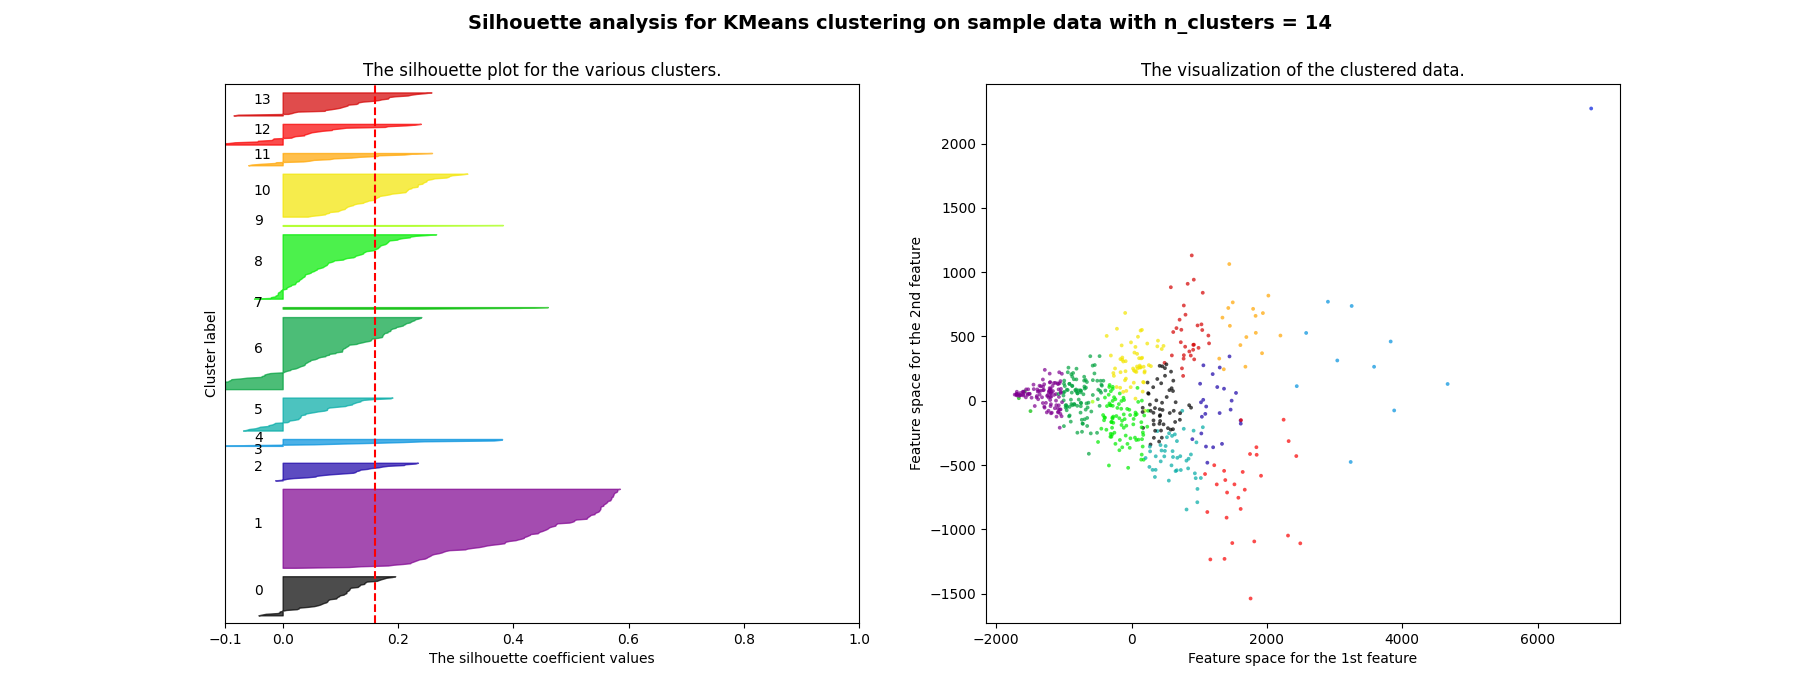 Silhouette analysis for KMeans clustering on sample data with n_clusters = 14
The silhouette plot for the various clusters.
13
12
11
10
9
8
7
6
5
4
3
2
1
0
Cluster label
−0.1 0.0 0.2 0.4 0.6 0.8 1.0
The silhouette coefficient values
The visualization of the clustered data.
2000
1500
1000
500
0
−500
−1000
−1500
Feature space for the 2nd feature
−2000 0 2000 4000 6000
Feature space for the 1st feature